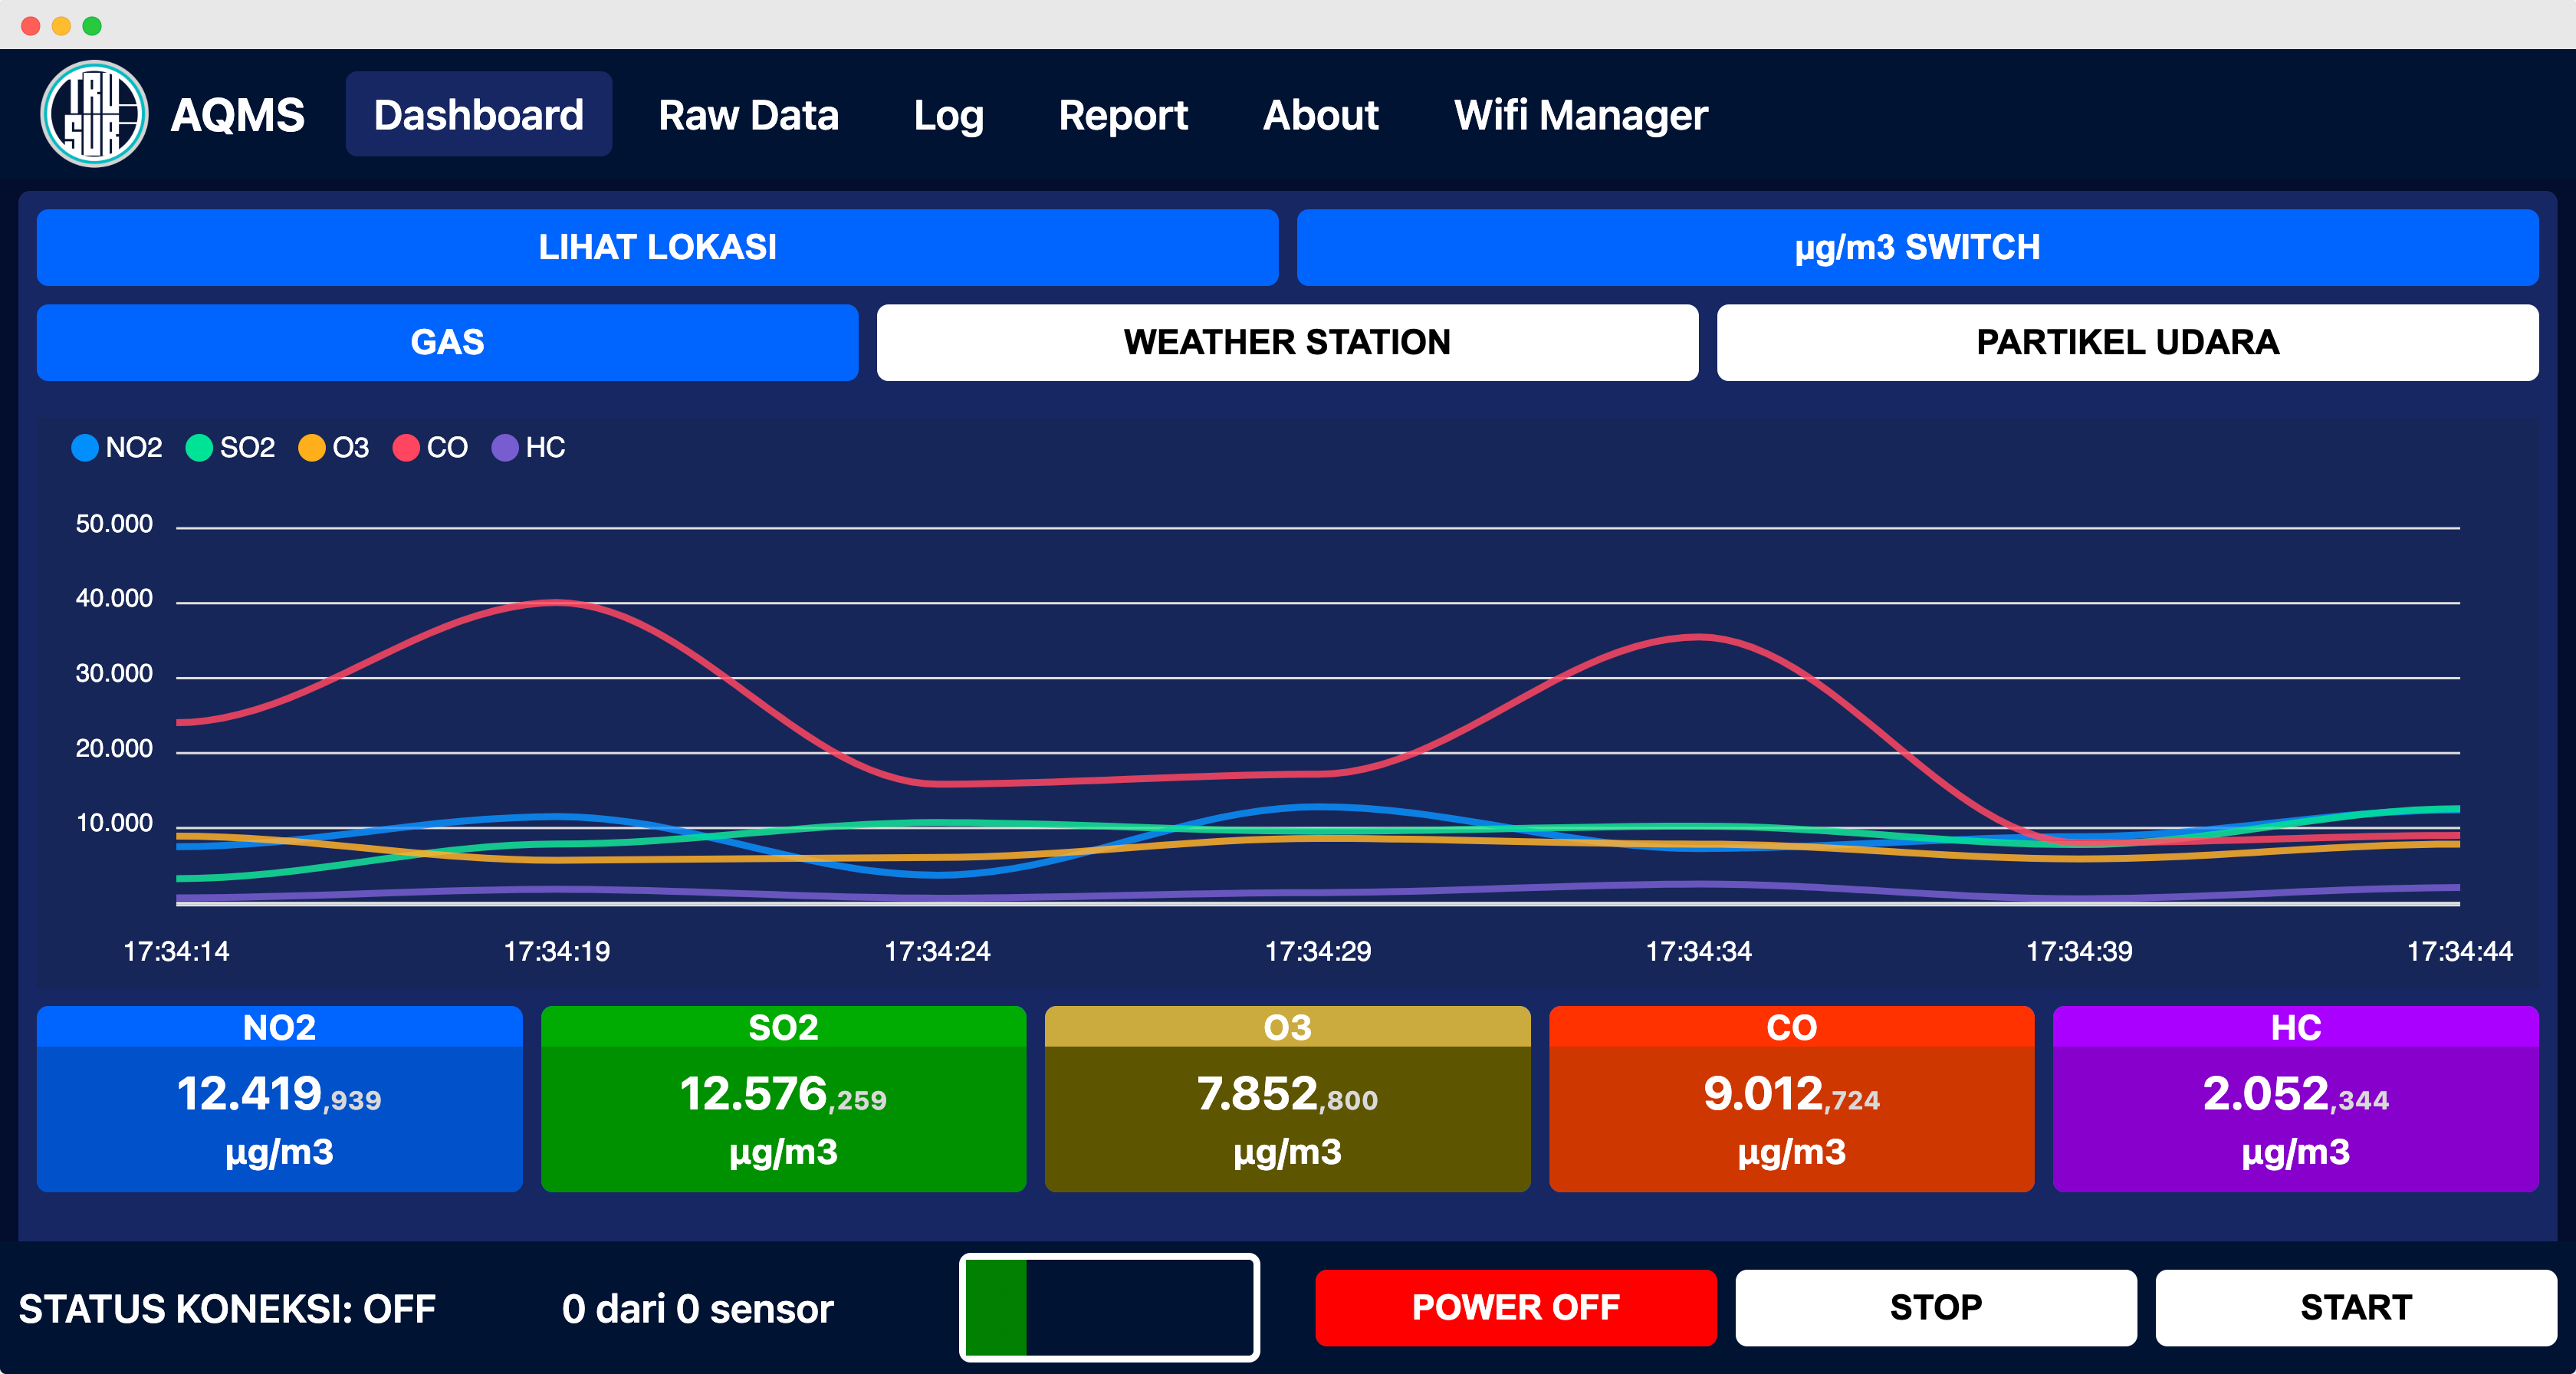 TRU
SUR
AQMS Dashboard Raw Data Log Report About Wifi Manager
LIHAT LOKASI µg/m3 SWITCH
GAS WEATHER STATION PARTIKEL UDARA
NO2 SO2 O3 CO HC
50.000
40.000
30.000
20.000
10.000
17:34:14 17:34:19 17:34:24 17:34:29 17:34:34 17:34:39 17:34:44
NO2 SO2 O3 CO HC
12.419,939 12.576,259 7.852,800 9.012,724 2.052,344
µg/m3 µg/m3 µg/m3 µg/m3 µg/m3
STATUS KONEKSI: OFF 0 dari 0 sensor POWER OFF STOP START